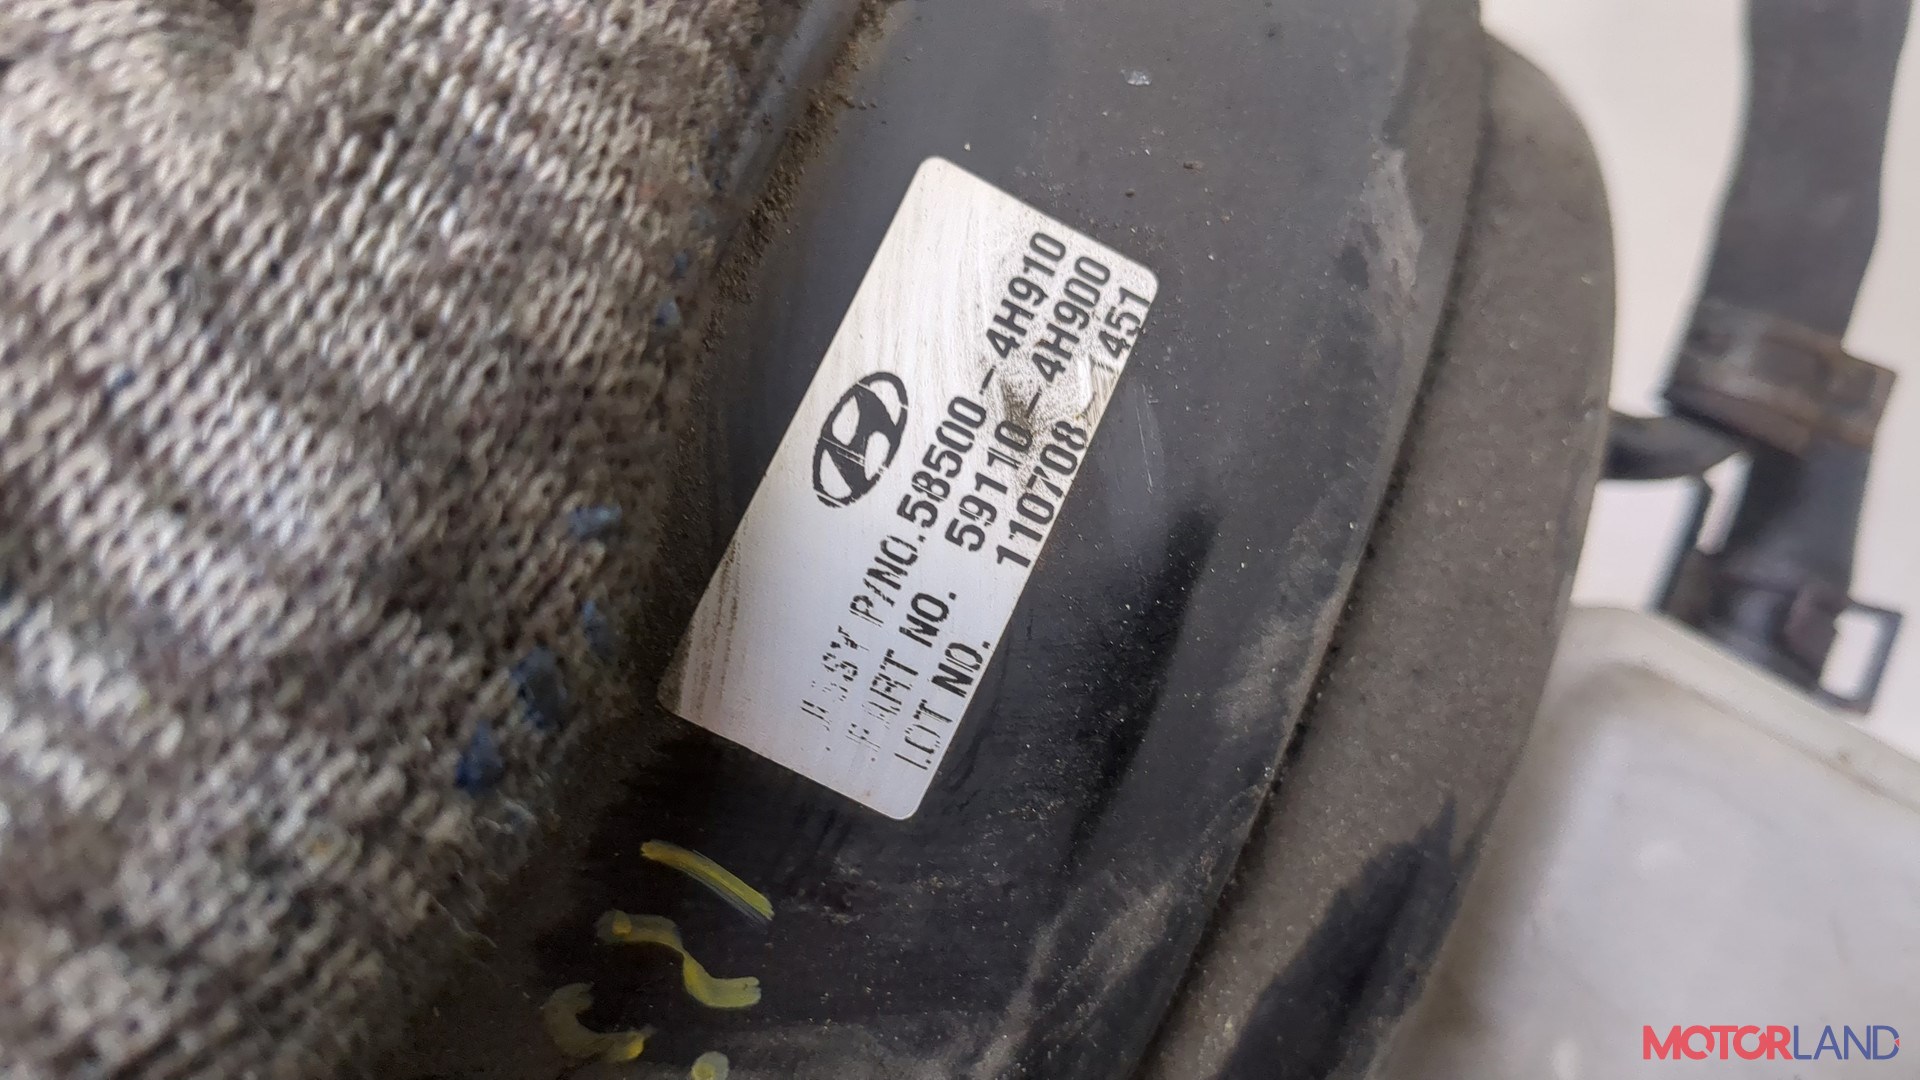 ASSY P/NO. 58500-4H910
PART NO. 59110-4H900
LOT NO. 110708 1451
MOTORLAND